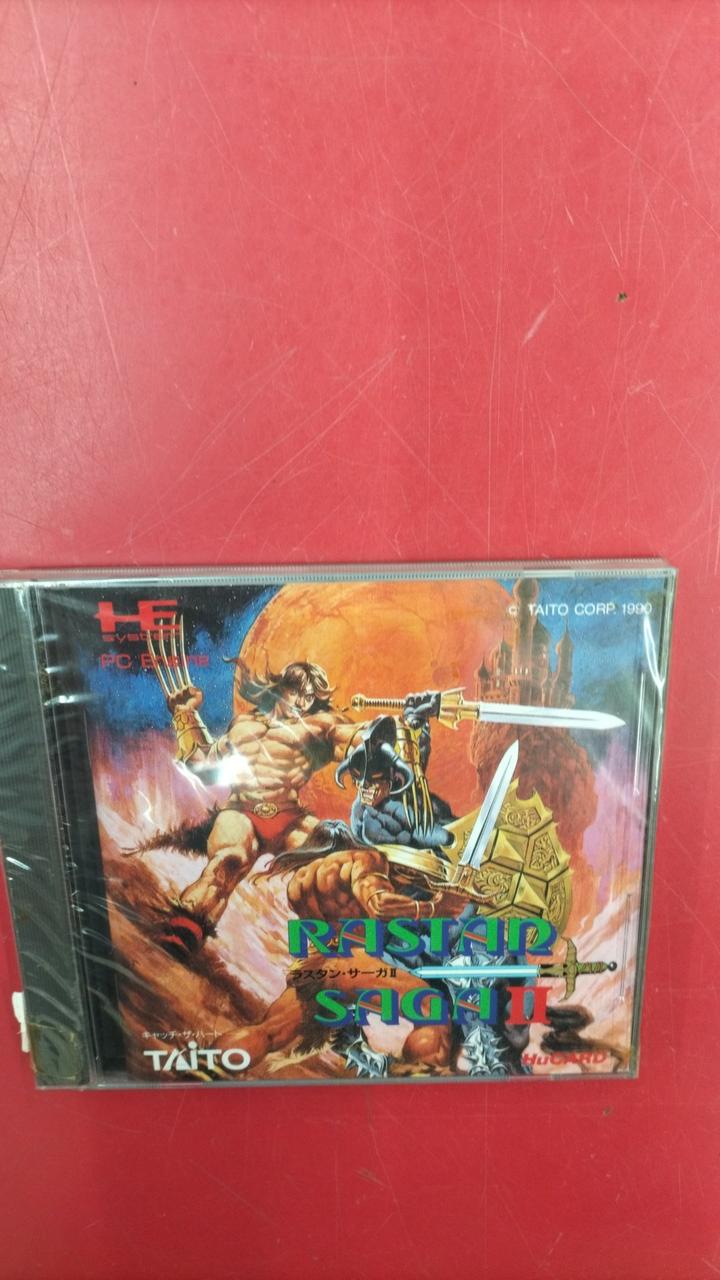 HE
system
PC Engine
© TAITO CORP. 1990
RASTAN
ラスタン・サーガⅡ
SAGA II
キャッチ・ザ・ハート
TAITO
HuCARD